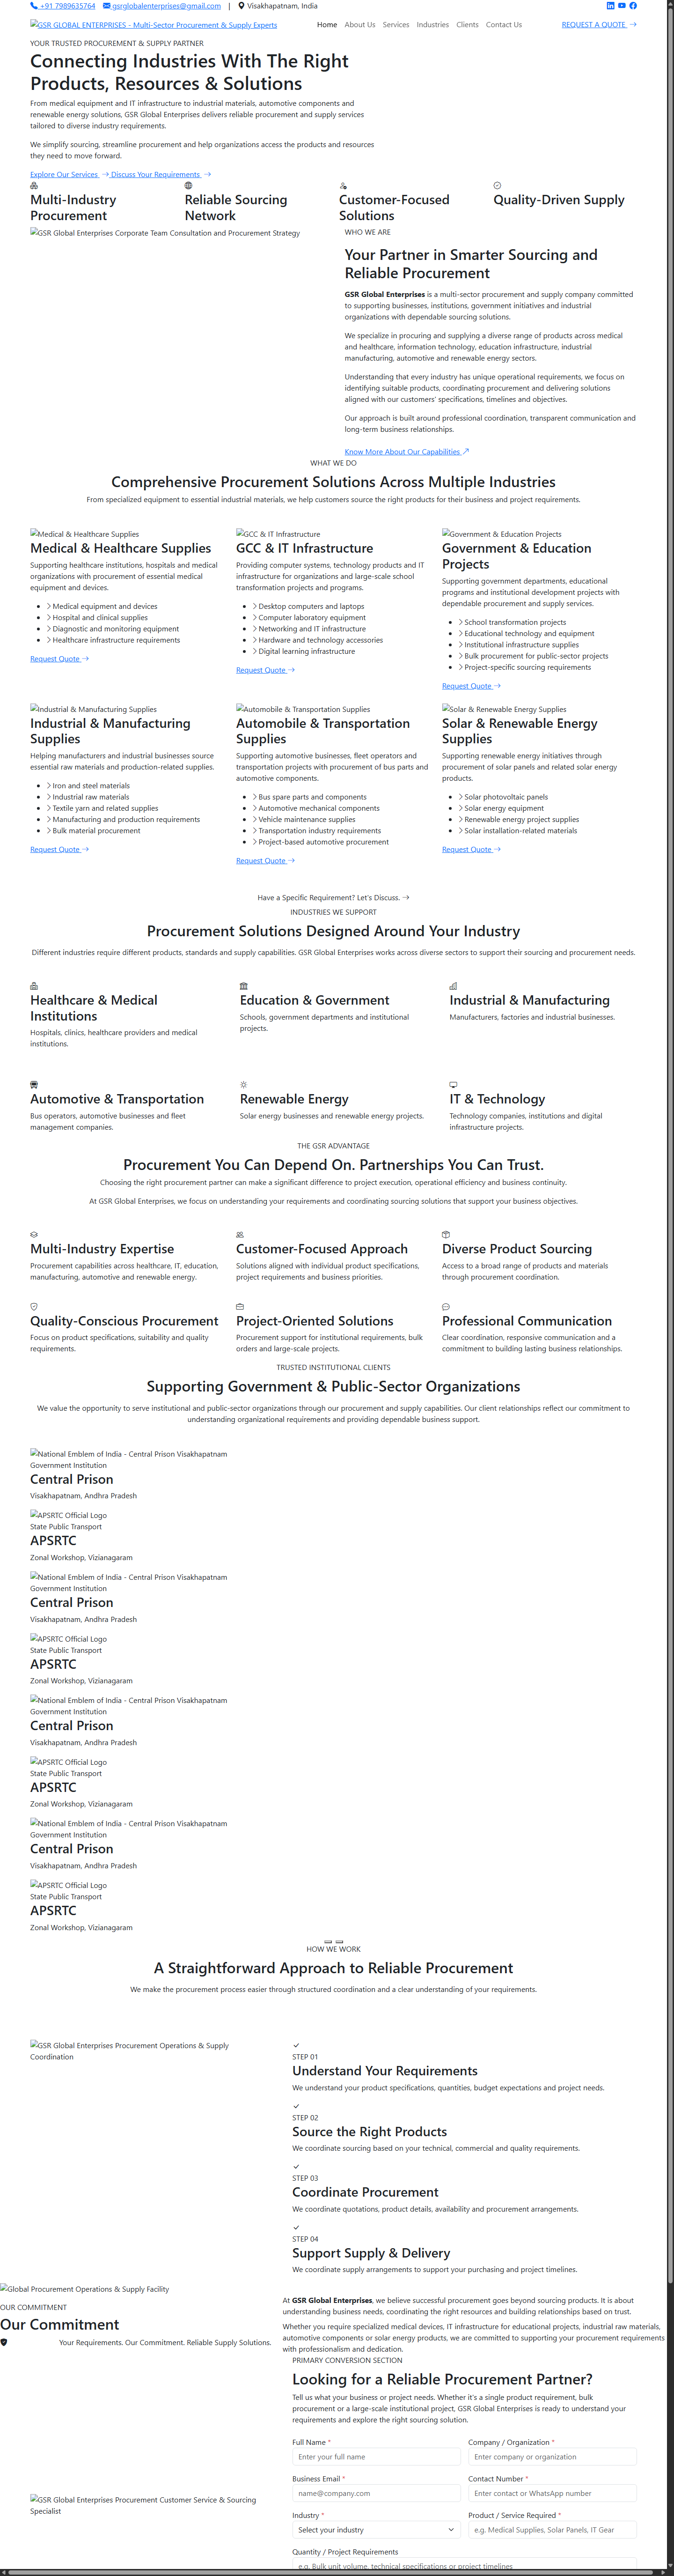 +91 7989635764 gsrglobalenterprises@gmail.com | Visakhapatnam, India
GSR GLOBAL ENTERPRISES - Multi-Sector Procurement & Supply Experts Home About Us Services Industries Clients Contact Us REQUEST A QUOTE
YOUR TRUSTED PROCUREMENT & SUPPLY PARTNER
Connecting Industries With The Right
Products, Resources & Solutions
From medical equipment and IT infrastructure to industrial materials, automotive components and
renewable energy solutions, GSR Global Enterprises delivers reliable procurement and supply services
tailored to diverse industry requirements.
We simplify sourcing, streamline procurement and help organizations access the products and resources
they need to move forward.
Explore Our Services Discuss Your Requirements
Multi-Industry
Procurement
Reliable Sourcing
Network
Customer-Focused
Solutions
Quality-Driven Supply
GSR Global Enterprises Corporate Team Consultation and Procurement Strategy
WHO WE ARE
Your Partner in Smarter Sourcing and
Reliable Procurement
GSR Global Enterprises is a multi-sector procurement and supply company committed
to supporting businesses, institutions, government initiatives and industrial
organizations with dependable sourcing solutions.
We specialize in procuring and supplying a diverse range of products across medical
and healthcare, information technology, education infrastructure, industrial
manufacturing, automotive and renewable energy sectors.
Understanding that every industry has unique operational requirements, we focus on
identifying suitable products, coordinating procurement and delivering solutions
aligned with our customers' specifications, timelines and objectives.
Our approach is built around professional coordination, transparent communication and
long-term business relationships.
Know More About Our Capabilities
WHAT WE DO
Comprehensive Procurement Solutions Across Multiple Industries
From specialized equipment to essential industrial materials, we help customers source the right products for their business and project requirements.
Medical & Healthcare Supplies
Medical & Healthcare Supplies
Supporting healthcare institutions, hospitals and medical
organizations with procurement of essential medical
equipment and devices.
Medical equipment and devices
Hospital and clinical supplies
Diagnostic and monitoring equipment
Healthcare infrastructure requirements
Request Quote
GCC & IT Infrastructure
GCC & IT Infrastructure
Providing computer systems, technology products and IT
infrastructure for organizations and large-scale school
transformation projects and programs.
Desktop computers and laptops
Computer laboratory equipment
Networking and IT infrastructure
Hardware and technology accessories
Digital learning infrastructure
Request Quote
Government & Education Projects
Government & Education
Projects
Supporting government departments, educational
programs and institutional development projects with
dependable procurement and supply services.
School transformation projects
Educational technology and equipment
Institutional infrastructure supplies
Bulk procurement for public-sector projects
Project-specific sourcing requirements
Request Quote
Industrial & Manufacturing Supplies
Industrial & Manufacturing
Supplies
Helping manufacturers and industrial businesses source
essential raw materials and production-related supplies.
Iron and steel materials
Industrial raw materials
Textile yarn and related supplies
Manufacturing and production requirements
Bulk material procurement
Request Quote
Automobile & Transportation Supplies
Automobile & Transportation
Supplies
Supporting automotive businesses, fleet operators and
transportation projects with procurement of bus parts and
automotive components.
Bus spare parts and components
Automotive mechanical components
Vehicle maintenance supplies
Transportation industry requirements
Project-based automotive procurement
Request Quote
Solar & Renewable Energy Supplies
Solar & Renewable Energy
Supplies
Supporting renewable energy initiatives through
procurement of solar panels and related solar energy
products.
Solar photovoltaic panels
Solar energy equipment
Renewable energy project supplies
Solar installation-related materials
Request Quote
Have a Specific Requirement? Let's Discuss.
INDUSTRIES WE SUPPORT
Procurement Solutions Designed Around Your Industry
Different industries require different products, standards and supply capabilities. GSR Global Enterprises works across diverse sectors to support their sourcing and procurement needs.
Healthcare & Medical
Institutions
Hospitals, clinics, healthcare providers and medical
institutions.
Education & Government
Schools, government departments and institutional
projects.
Industrial & Manufacturing
Manufacturers, factories and industrial businesses.
Automotive & Transportation
Bus operators, automotive businesses and fleet
management companies.
Renewable Energy
Solar energy businesses and renewable energy projects.
IT & Technology
Technology companies, institutions and digital
infrastructure projects.
THE GSR ADVANTAGE
Procurement You Can Depend On. Partnerships You Can Trust.
Choosing the right procurement partner can make a significant difference to project execution, operational efficiency and business continuity.
At GSR Global Enterprises, we focus on understanding your requirements and coordinating sourcing solutions that support your business objectives.
Multi-Industry Expertise
Procurement capabilities across healthcare, IT, education,
manufacturing, automotive and renewable energy.
Customer-Focused Approach
Solutions aligned with individual product specifications,
project requirements and business priorities.
Diverse Product Sourcing
Access to a broad range of products and materials
through procurement coordination.
Quality-Conscious Procurement
Focus on product specifications, suitability and quality
requirements.
Project-Oriented Solutions
Procurement support for institutional requirements, bulk
orders and large-scale projects.
Professional Communication
Clear coordination, responsive communication and a
commitment to building lasting business relationships.
TRUSTED INSTITUTIONAL CLIENTS
Supporting Government & Public-Sector Organizations
We value the opportunity to serve institutional and public-sector organizations through our procurement and supply capabilities. Our client relationships reflect our commitment to
understanding organizational requirements and providing dependable business support.
National Emblem of India - Central Prison Visakhapatnam
Government Institution
Central Prison
Visakhapatnam, Andhra Pradesh
APSRTC Official Logo
State Public Transport
APSRTC
Zonal Workshop, Vizianagaram
National Emblem of India - Central Prison Visakhapatnam
Government Institution
Central Prison
Visakhapatnam, Andhra Pradesh
APSRTC Official Logo
State Public Transport
APSRTC
Zonal Workshop, Vizianagaram
National Emblem of India - Central Prison Visakhapatnam
Government Institution
Central Prison
Visakhapatnam, Andhra Pradesh
APSRTC Official Logo
State Public Transport
APSRTC
Zonal Workshop, Vizianagaram
National Emblem of India - Central Prison Visakhapatnam
Government Institution
Central Prison
Visakhapatnam, Andhra Pradesh
APSRTC Official Logo
State Public Transport
APSRTC
Zonal Workshop, Vizianagaram
HOW WE WORK
A Straightforward Approach to Reliable Procurement
We make the procurement process easier through structured coordination and a clear understanding of your requirements.
GSR Global Enterprises Procurement Operations & Supply
Coordination
STEP 01
Understand Your Requirements
We understand your product specifications, quantities, budget expectations and project needs.
STEP 02
Source the Right Products
We coordinate sourcing based on your technical, commercial and quality requirements.
STEP 03
Coordinate Procurement
We coordinate quotations, product details, availability and procurement arrangements.
STEP 04
Support Supply & Delivery
We coordinate supply arrangements to support your purchasing and project timelines.
Global Procurement Operations & Supply Facility
OUR COMMITMENT
Our Commitment
Your Requirements. Our Commitment. Reliable Supply Solutions.
At GSR Global Enterprises, we believe successful procurement goes beyond sourcing products. It is about
understanding business needs, coordinating the right resources and building relationships based on trust.
Whether you require specialized medical devices, IT infrastructure for educational projects, industrial raw materials,
automotive components or solar energy products, we are committed to supporting your procurement requirements
with professionalism and dedication.
PRIMARY CONVERSION SECTION
Looking for a Reliable Procurement Partner?
Tell us what your business or project needs. Whether it's a single product requirement, bulk
procurement or a large-scale institutional project, GSR Global Enterprises is ready to understand your
requirements and explore the right sourcing solution.
GSR Global Enterprises Procurement Customer Service & Sourcing
Specialist
Full Name * Company / Organization *
Enter your full name Enter company or organization
Business Email * Contact Number *
name@company.com Enter contact or WhatsApp number
Industry * Product / Service Required *
Select your industry e.g. Medical Supplies, Solar Panels, IT Gear
Quantity / Project Requirements
e.g. Bulk unit volume, technical specifications or project timelines